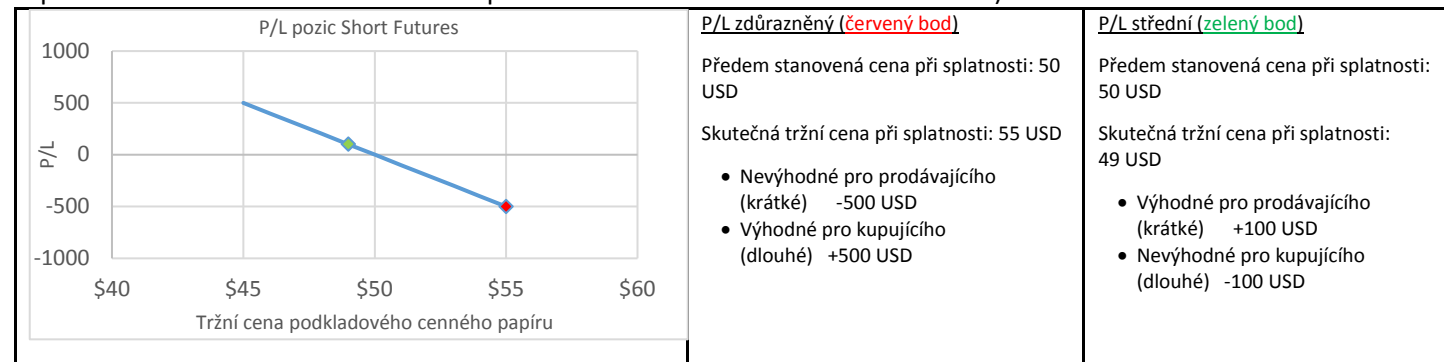 P/L pozic Short Futures
1000
500
0
-500
-1000
P/L
$40 $45 $50 $55 $60
Tržní cena podkladového cenného papíru
P/L zdůrazněný (červený bod)
Předem stanovená cena při splatnosti: 50
USD
Skutečná tržní cena při splatnosti: 55 USD
• Nevýhodné pro prodávajícího
(krátké) -500 USD
• Výhodné pro kupujícího
(dlouhé) +500 USD
P/L střední (zelený bod)
Předem stanovená cena při splatnosti:
50 USD
Skutečná tržní cena při splatnosti:
49 USD
• Výhodné pro prodávajícího
(krátké) +100 USD
• Nevýhodné pro kupujícího
(dlouhé) -100 USD